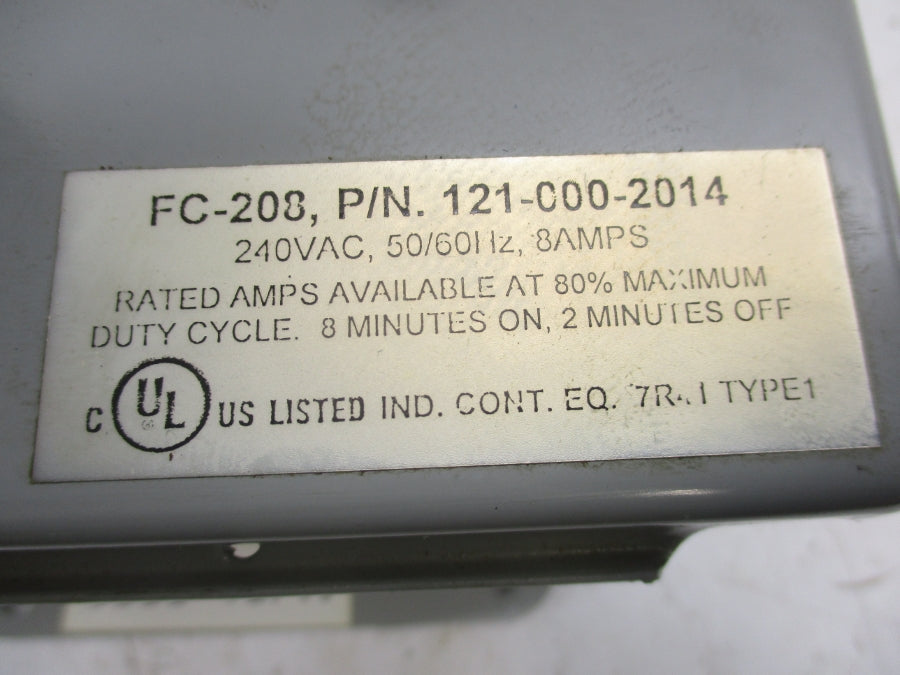 FC-208, P/N. 121-000-2014
240VAC, 50/60Hz, 8AMPS
RATED AMPS AVAILABLE AT 80% MAXIMUM
DUTY CYCLE. 8 MINUTES ON, 2 MINUTES OFF
C UL US LISTED IND. CONT. EQ. TYPE1